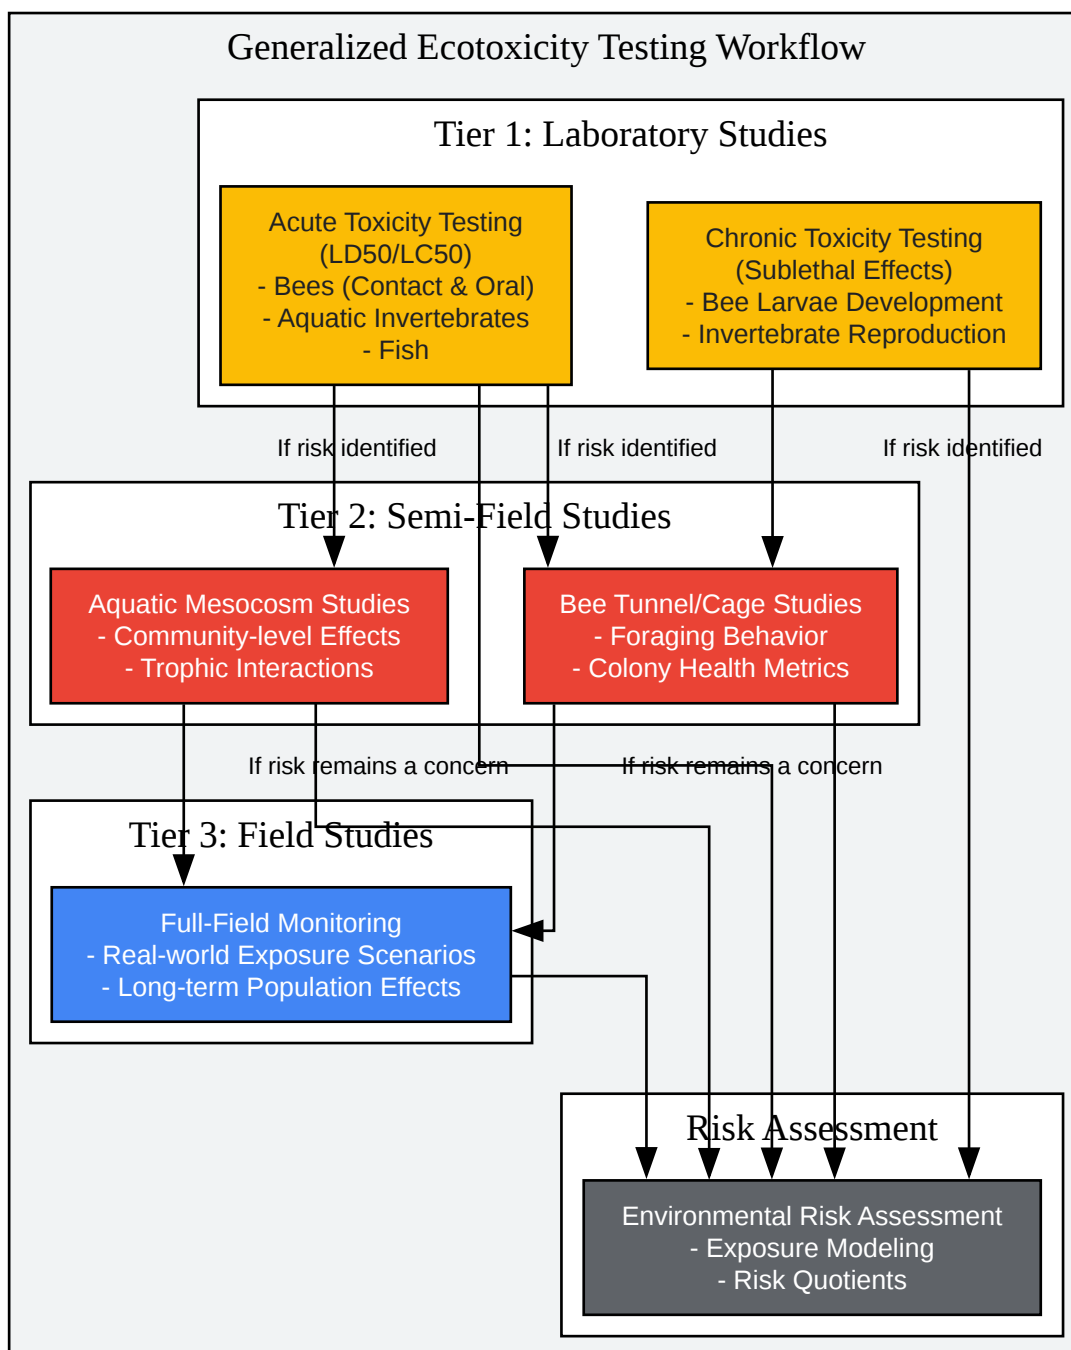 Generalized Ecotoxicity Testing Workflow
Tier 1: Laboratory Studies
Acute Toxicity Testing
(LD50/LC50)
- Bees (Contact & Oral)
- Aquatic Invertebrates
- Fish
Chronic Toxicity Testing
(Sublethal Effects)
- Bee Larvae Development
- Invertebrate Reproduction
If risk identified
If risk identified
If risk identified
Tier 2: Semi-Field Studies
Aquatic Mesocosm Studies
- Community-level Effects
- Trophic Interactions
Bee Tunnel/Cage Studies
- Foraging Behavior
- Colony Health Metrics
If risk remains a concern
If risk remains a concern
Tier 3: Field Studies
Full-Field Monitoring
- Real-world Exposure Scenarios
- Long-term Population Effects
Risk Assessment
Environmental Risk Assessment
- Exposure Modeling
- Risk Quotients